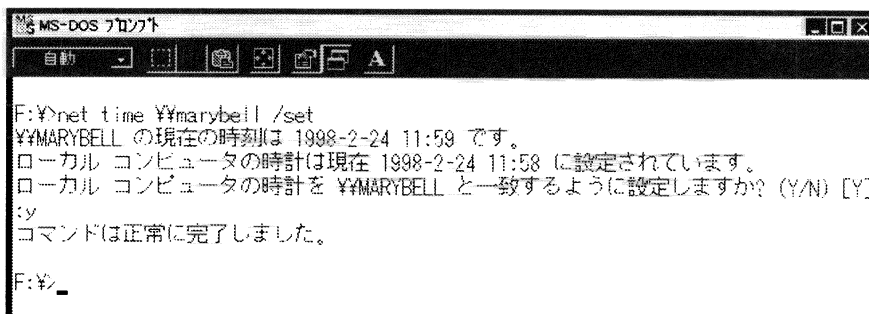 MS-DOS プロンプト
自動
A
F:¥>net time ¥¥marybell /set
¥¥MARYBELL の現在の時刻は 1998-2-24 11:59 です。
ローカル コンピュータの時計は現在 1998-2-24 11:58 に設定されています。
ローカル コンピュータの時計を ¥¥MARYBELL と一致するように設定しますか? (Y/N) [Y]
:y
コマンドは正常に完了しました。
F:¥>